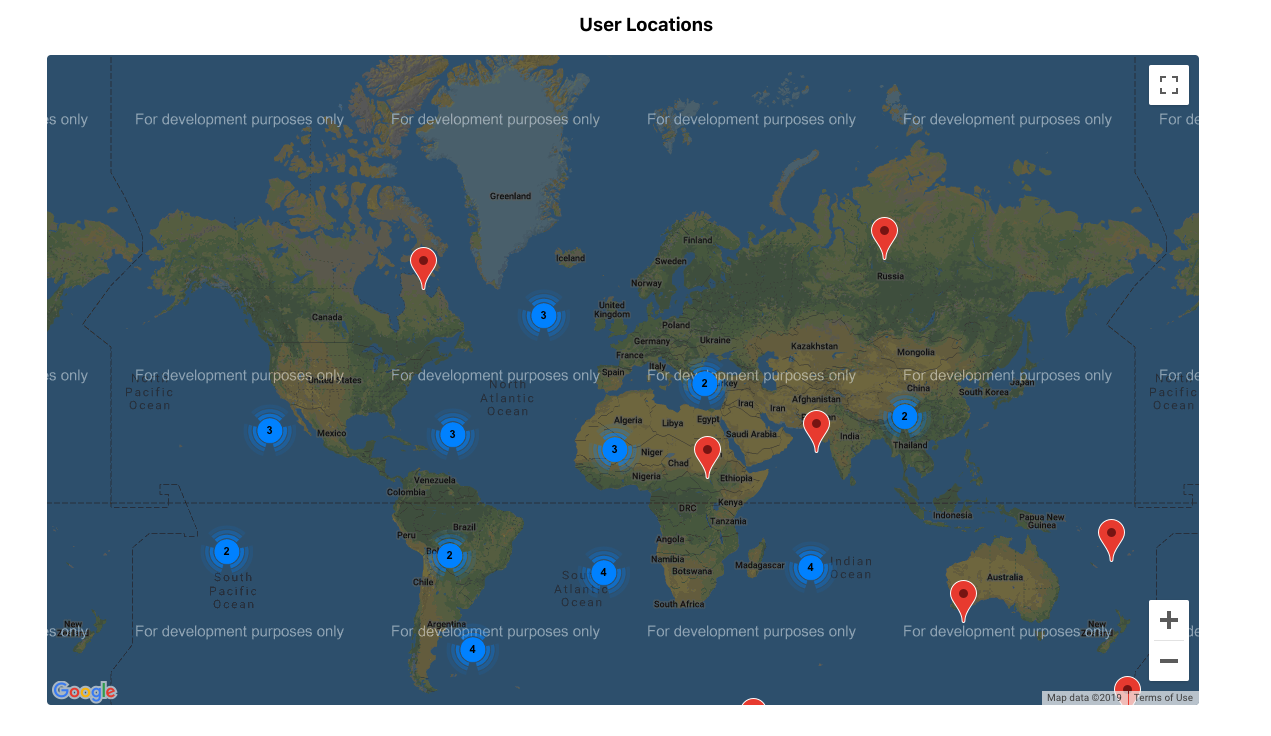 User Locations
es only
For development purposes only
For development purposes only
For development purposes only
For development purposes only
For de
Greenland
Finland
Iceland
Sweden
Russia
Norway
United
Kingdom
3
Canada
Poland
Germany
Ukraine
Kazakhstan
Mongolia
France
Italy
Spain
es only
For development purposes only
For development purposes only
For development purposes only
For development purposes only
For de
United States
Pacific
Ocean
North
Atlantic
Ocean
2
China
Japan
South Korea
Pacific
Ocean
Afghanistan
Iraq
Iran
3
Mexico
3
Algeria
Libya
Egypt
Saudi Arabia
India
2
Thailand
3
Niger
Chad
Nigeria
Ethiopia
Venezuela
Colombia
Kenya
DRC
Indonesia
Papua New
Guinea
Peru
Brazil
Tanzania
Angola
2
2
Namibia
Botswana
Madagascar
4
Indian
Ocean
Australia
South
Pacific
Ocean
Chile
4
Atlantic
Ocean
South Africa
Argentina
New
New
es only
For development purposes only
For development purposes only
For development purposes only
For development purposes only
For de
4
Google
Map data ©2019
Terms of Use